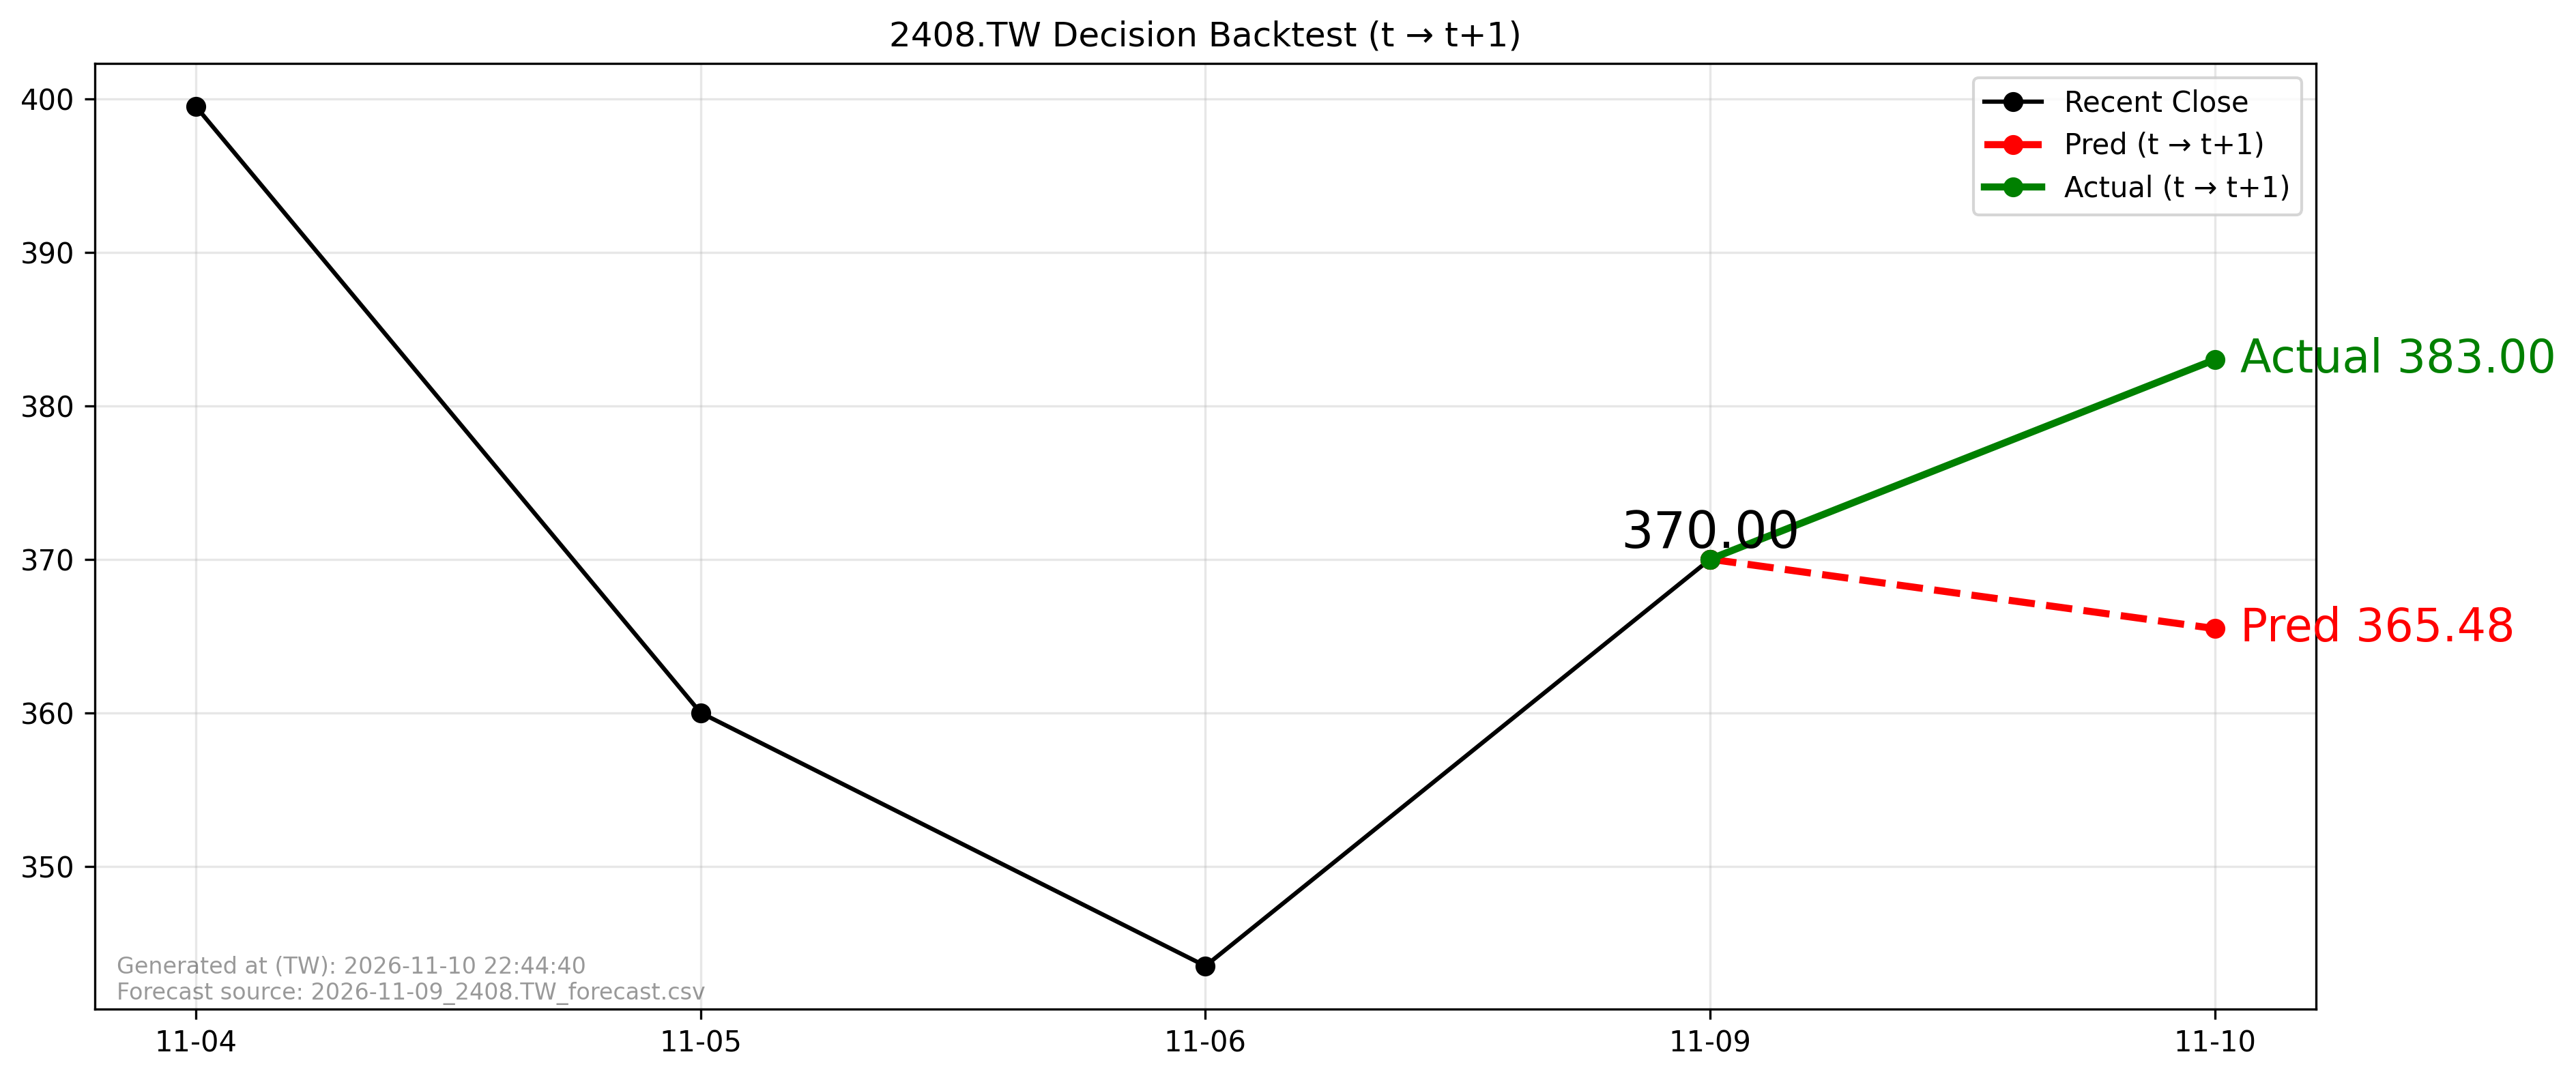 2408.TW Decision Backtest (t → t+1)
400
390
380
370
360
350
Recent Close
Pred (t → t+1)
Actual (t → t+1)
Actual 383.00
370.00
Pred 365.48
Generated at (TW): 2026-11-10 22:44:40
Forecast source: 2026-11-09_2408.TW_forecast.csv
11-04
11-05
11-06
11-09
11-10